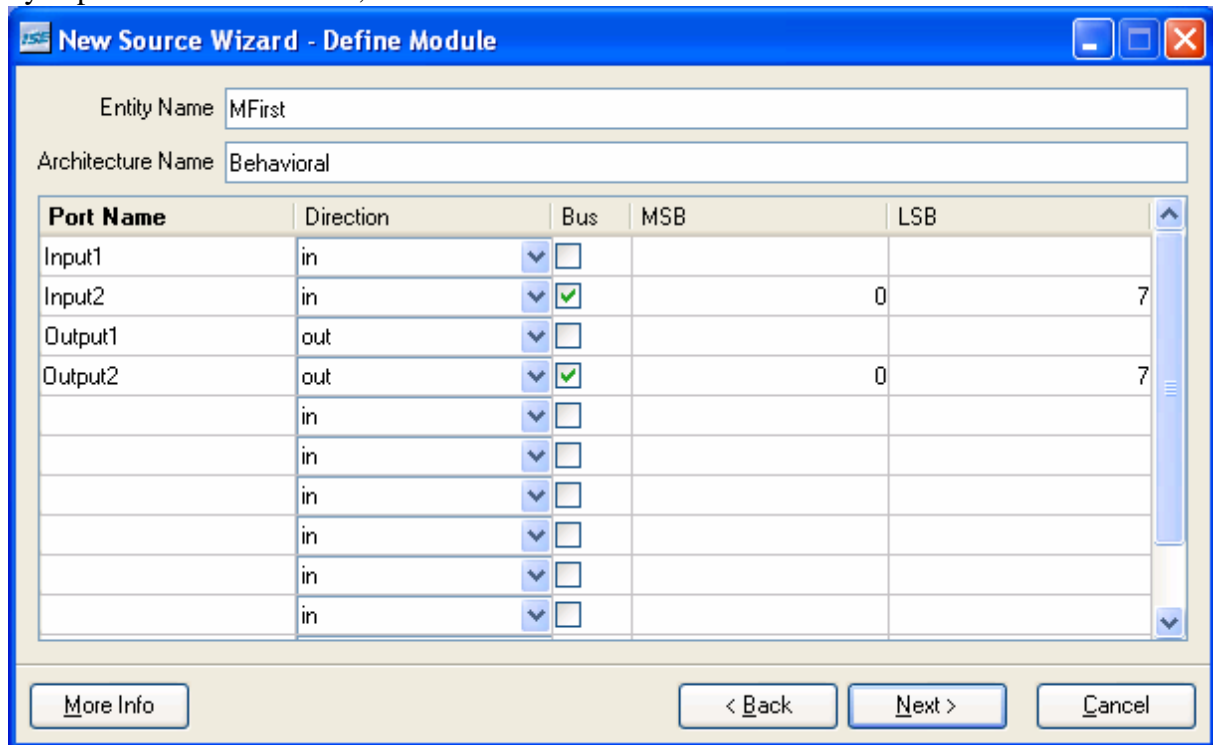 ISE New Source Wizard - Define Module
Entity Name MFirst
Architecture Name Behavioral
Port Name Direction Bus MSB LSB
Input1 in
Input2 in 0 7
Output1 out
Output2 out 0 7
in
in
in
in
in
in
More Info < Back Next > Cancel